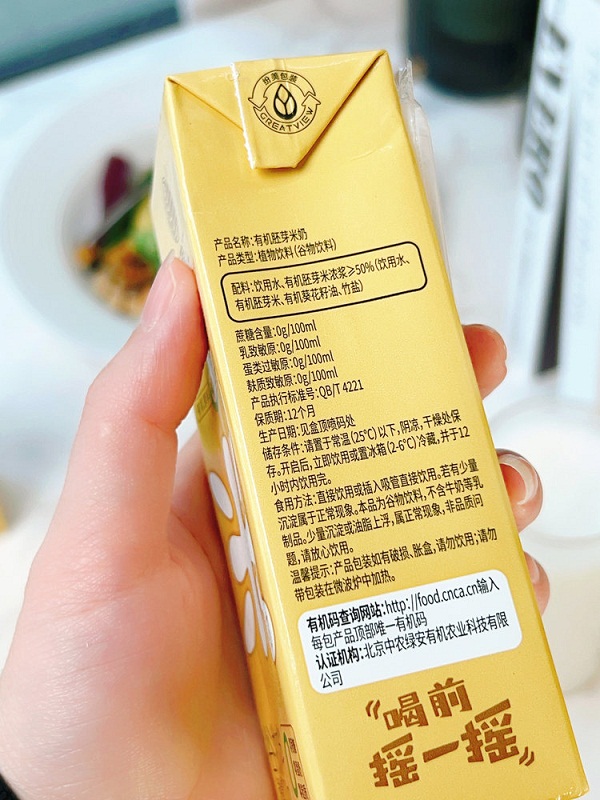 纷美包装
GREATVIEW
产品名称:有机胚芽米奶
产品类型:植物饮料(谷物饮料)
配料:饮用水、有机胚芽米浓浆≥50%(饮用水、
有机胚芽米、有机葵花籽油、竹盐)
蔗糖含量:0g/100ml
乳致敏原:0g/100ml
蛋类过敏原:0g/100ml
麸质致敏原:0g/100ml
产品执行标准号:QB/T 4221
保质期:12个月
生产日期:见盒顶喷码处
储存条件:请置于常温(25°C)以下,阴凉,干燥处保
存。开启后,立即饮用或置冰箱(2-6°C)冷藏,并于12
小时内饮用完。
食用方法:直接饮用或插入吸管直接饮用。若有少量
沉淀属于正常现象。本品为谷物饮料,不含牛奶等乳
制品。少量沉淀或油脂上浮,属正常现象,非品质问
题,请放心饮用。
温馨提示:产品包装如有破损、胀盒,请勿饮用;请勿
带包装在微波炉中加热。
有机码查询网站:http://food.cnca.cn输入
每包产品顶部唯一有机码
认证机构:北京中农绿安有机农业科技有限
公司
喝前
摇一摇